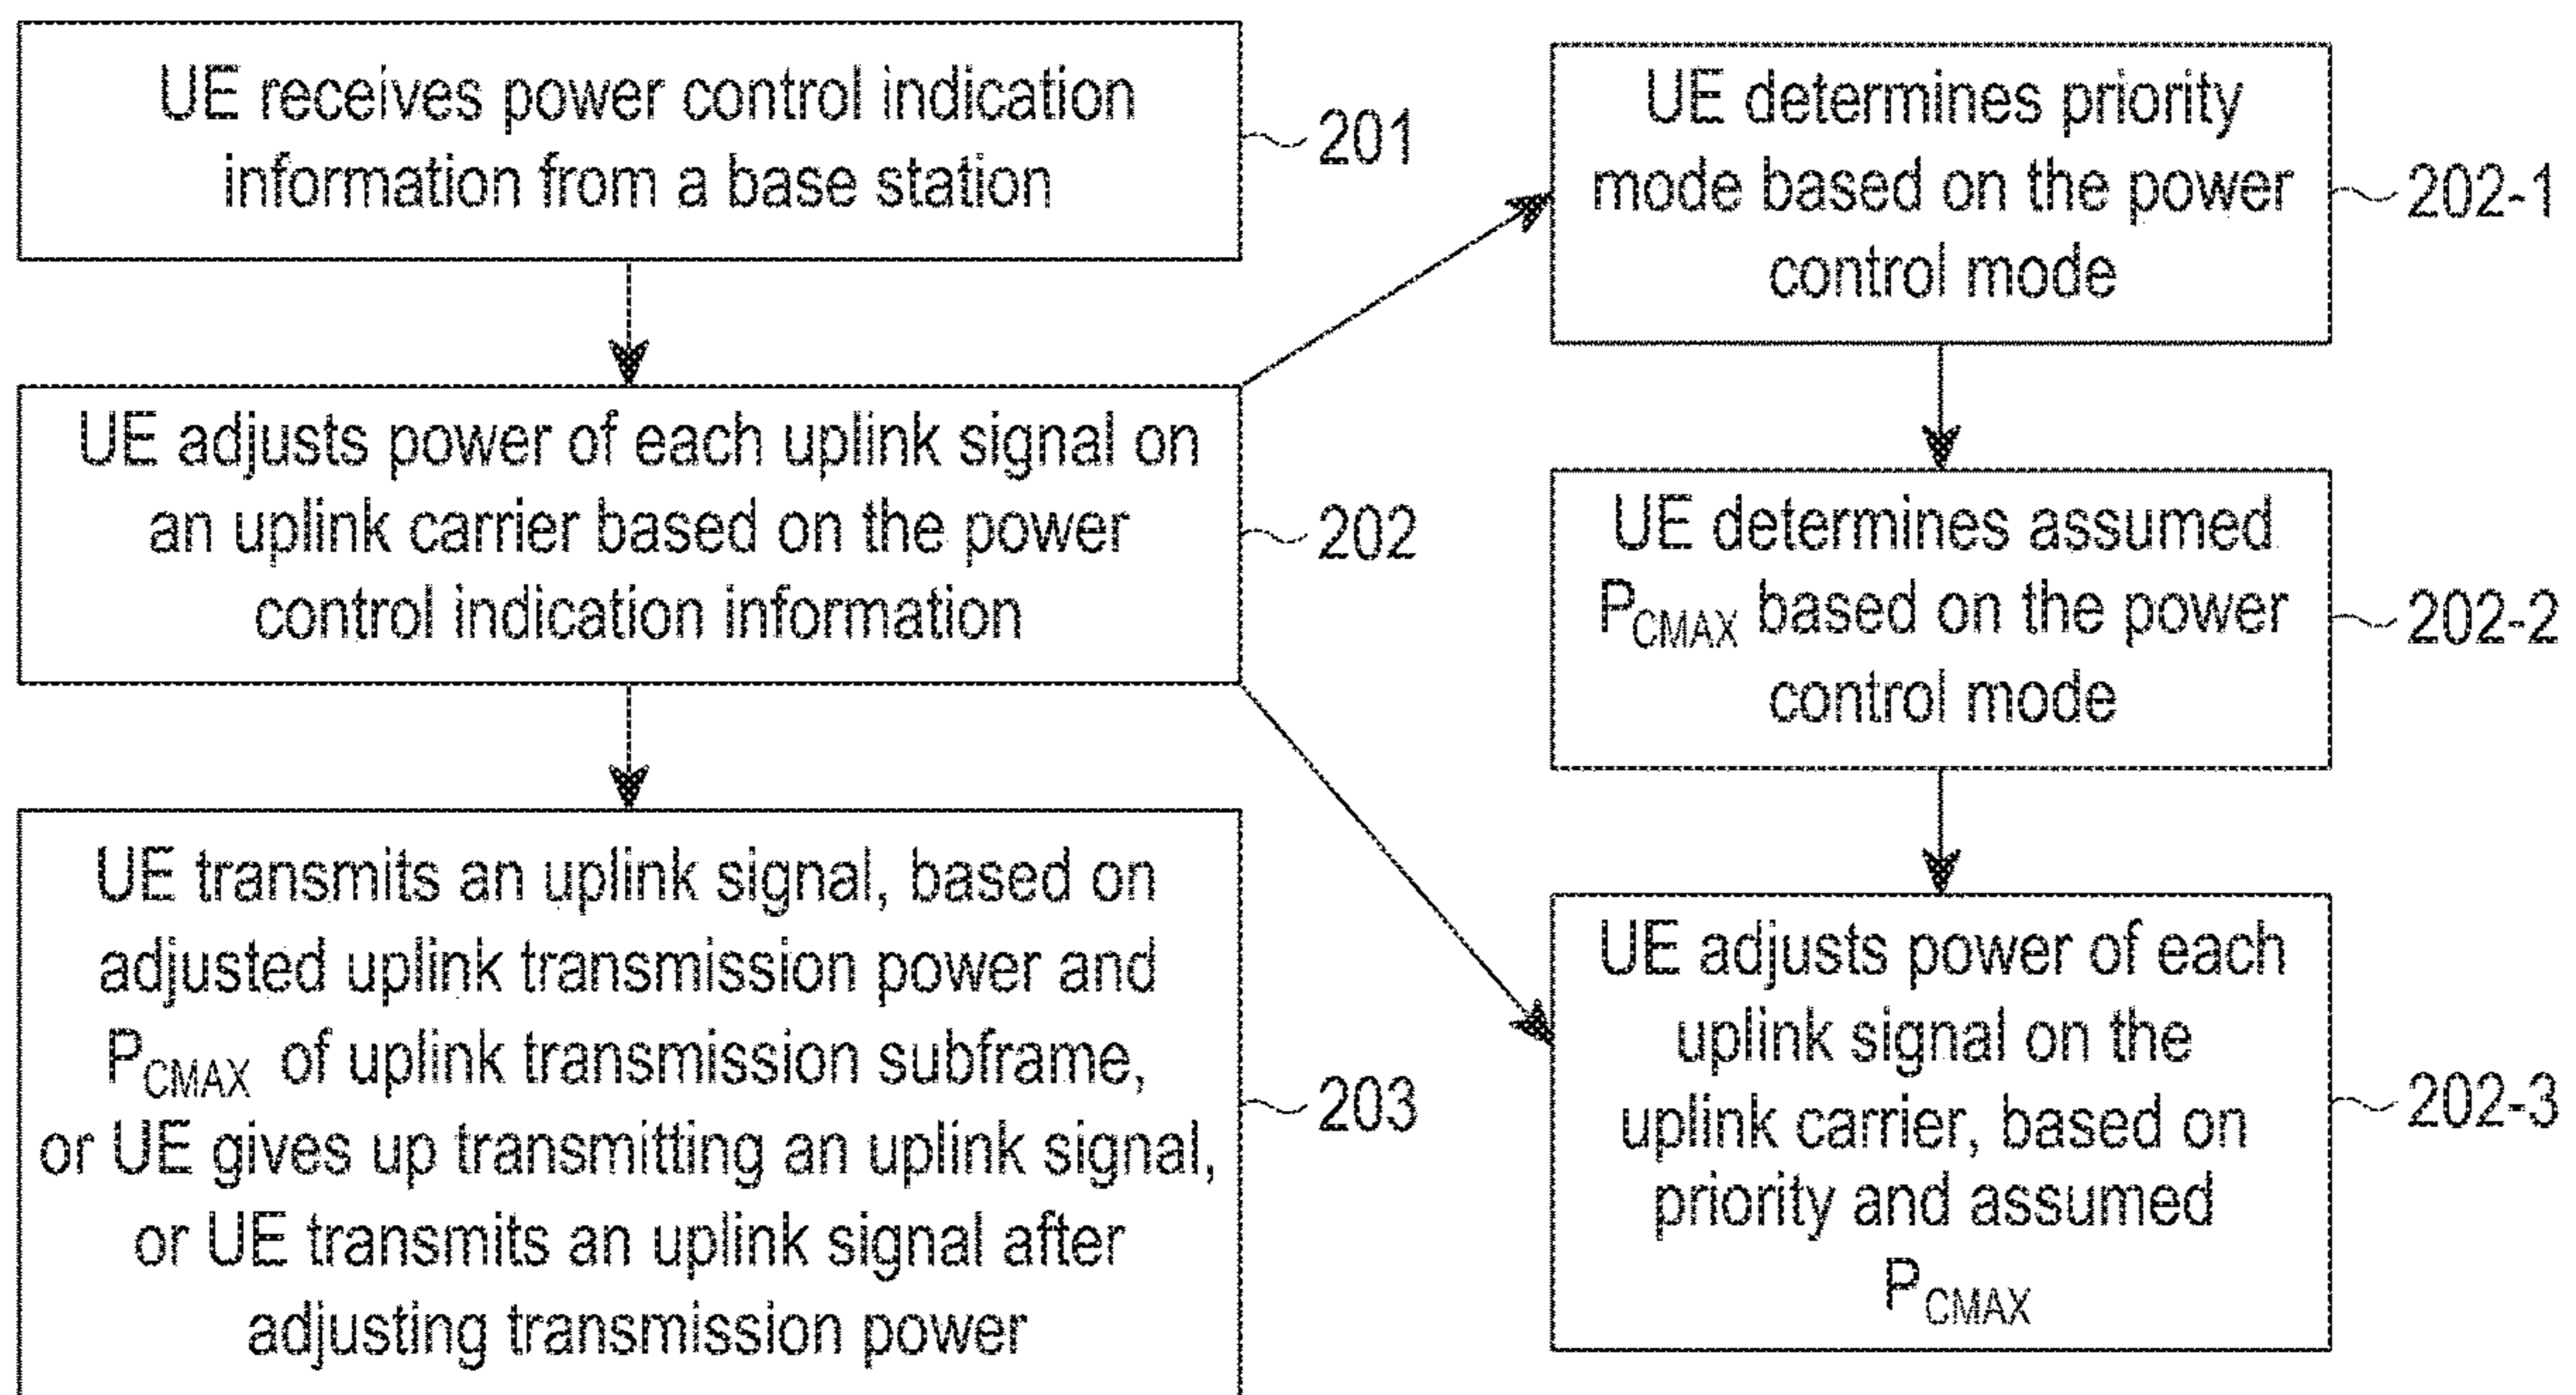 UE receives power control indication
information from a base station
201
UE adjusts power of each uplink signal on
an uplink carrier based on the power
control indication information
202
UE transmits an uplink signal, based on
adjusted uplink transmission power and
PCMAX of uplink transmission subframe,
or UE gives up transmitting an uplink signal,
or UE transmits an uplink signal after
adjusting transmission power
203
UE determines priority
mode based on the power
control mode
202-1
UE determines assumed
PCMAX based on the power
control mode
202-2
UE adjusts power of each
uplink signal on the
uplink carrier, based on
priority and assumed
PCMAX
202-3